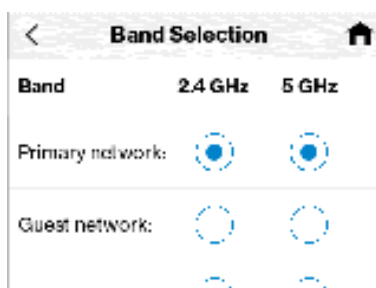 Band Selection
Band 2.4 GHz 5 GHz
Primary network:
Guest network: